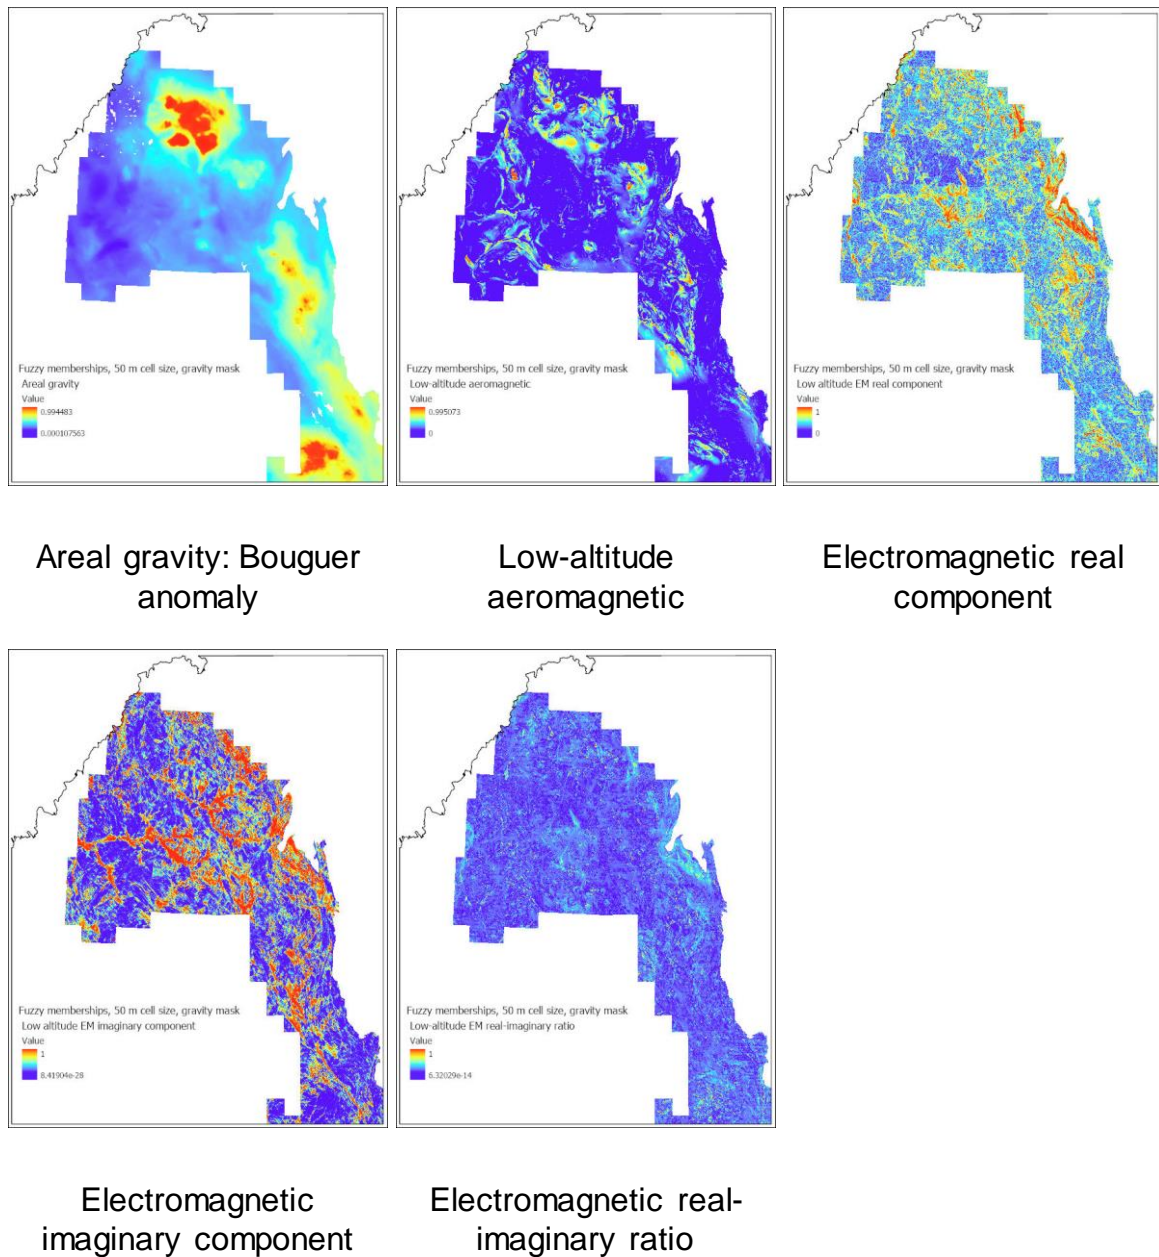 Fuzzy memberships, 50 m cell size, gravity mask
Areal gravity
Value
0.994483
0.000107563
Fuzzy memberships, 50 m cell size, gravity mask
Low-altitude aeromagnetic
Value
0.995073
0
Fuzzy memberships, 50 m cell size, gravity mask
Low altitude EM real component
Value
1
0
Areal gravity: Bouguer
anomaly
Low-altitude
aeromagnetic
Electromagnetic real
component
Fuzzy memberships, 50 m cell size, gravity mask
Low altitude EM imaginary component
Value
1
8.41904e-28
Fuzzy memberships, 50 m cell size, gravity mask
Low-altitude EM real-imaginary ratio
Value
1
6.32029e-14
Electromagnetic
imaginary component
Electromagnetic real-
imaginary ratio